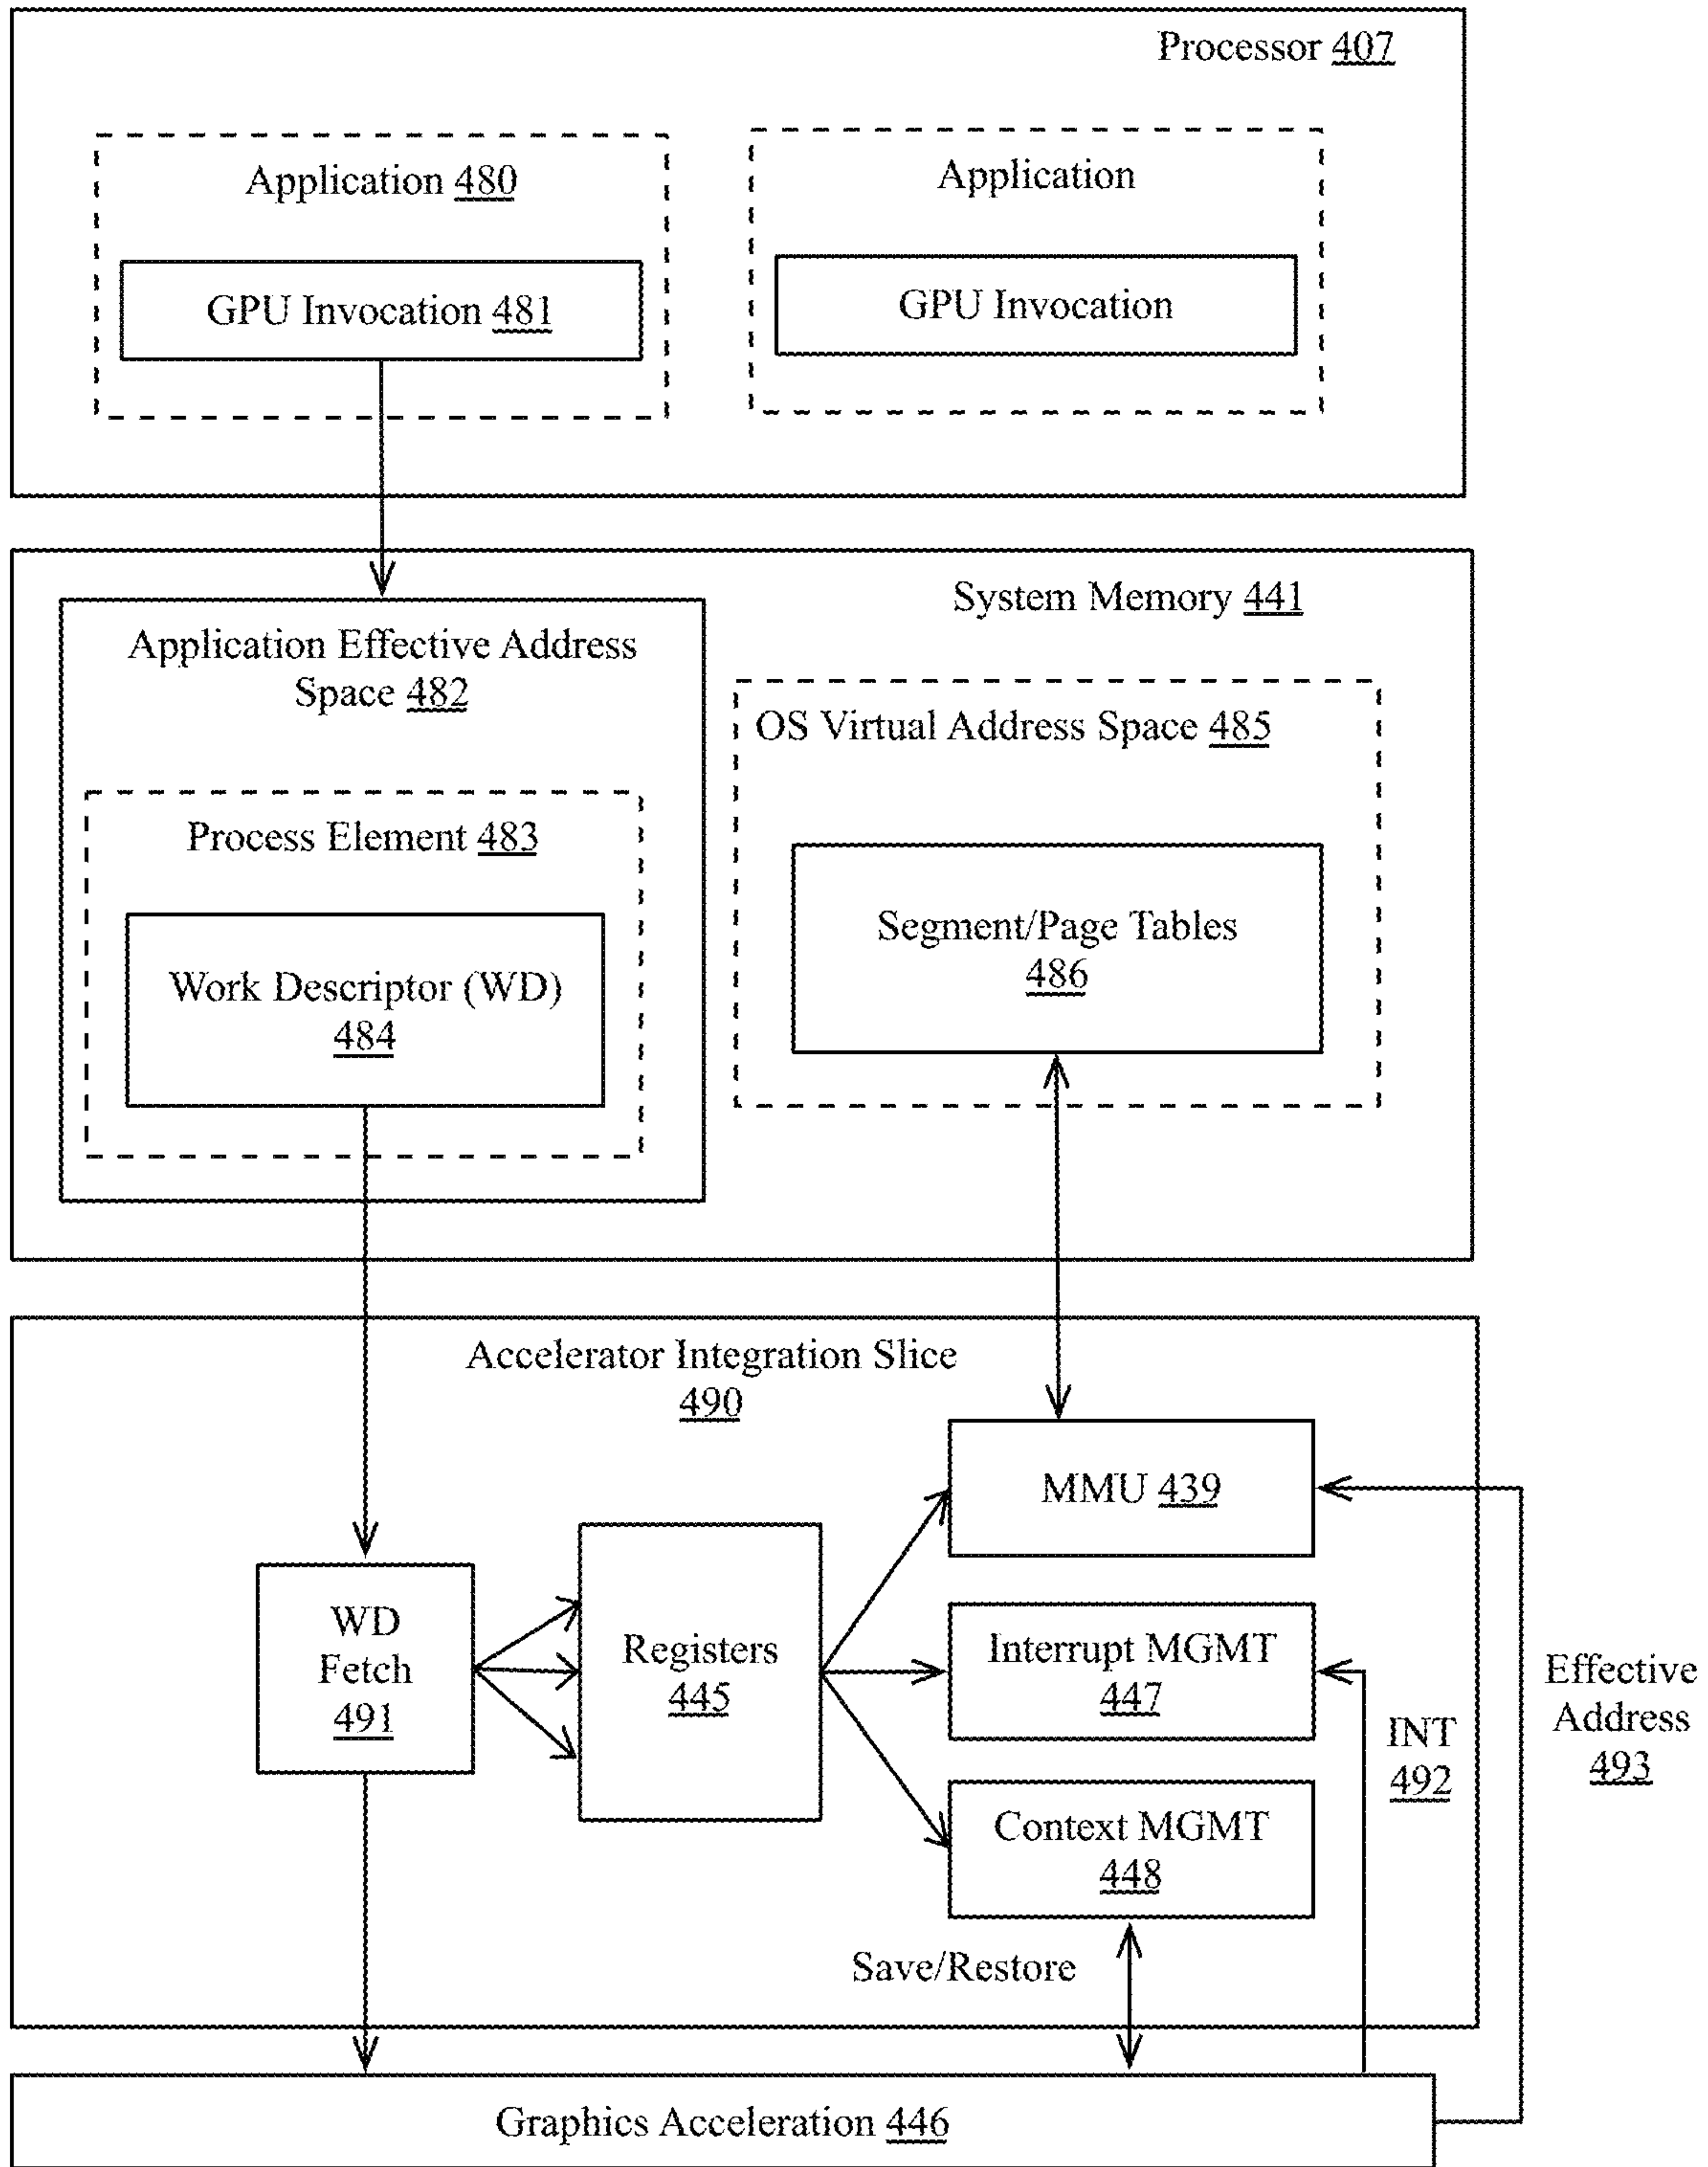 Processor 407
Application 480
GPU Invocation 481
Application
GPU Invocation
System Memory 441
Application Effective Address
Space 482
Process Element 483
Work Descriptor (WD)
484
OS Virtual Address Space 485
Segment/Page Tables
486
Accelerator Integration Slice
490
WD
Fetch
491
Registers
445
MMU 439
Interrupt MGMT
447
Context MGMT
448
Save/Restore
INT
492
Effective
Address
493
Graphics Acceleration 446